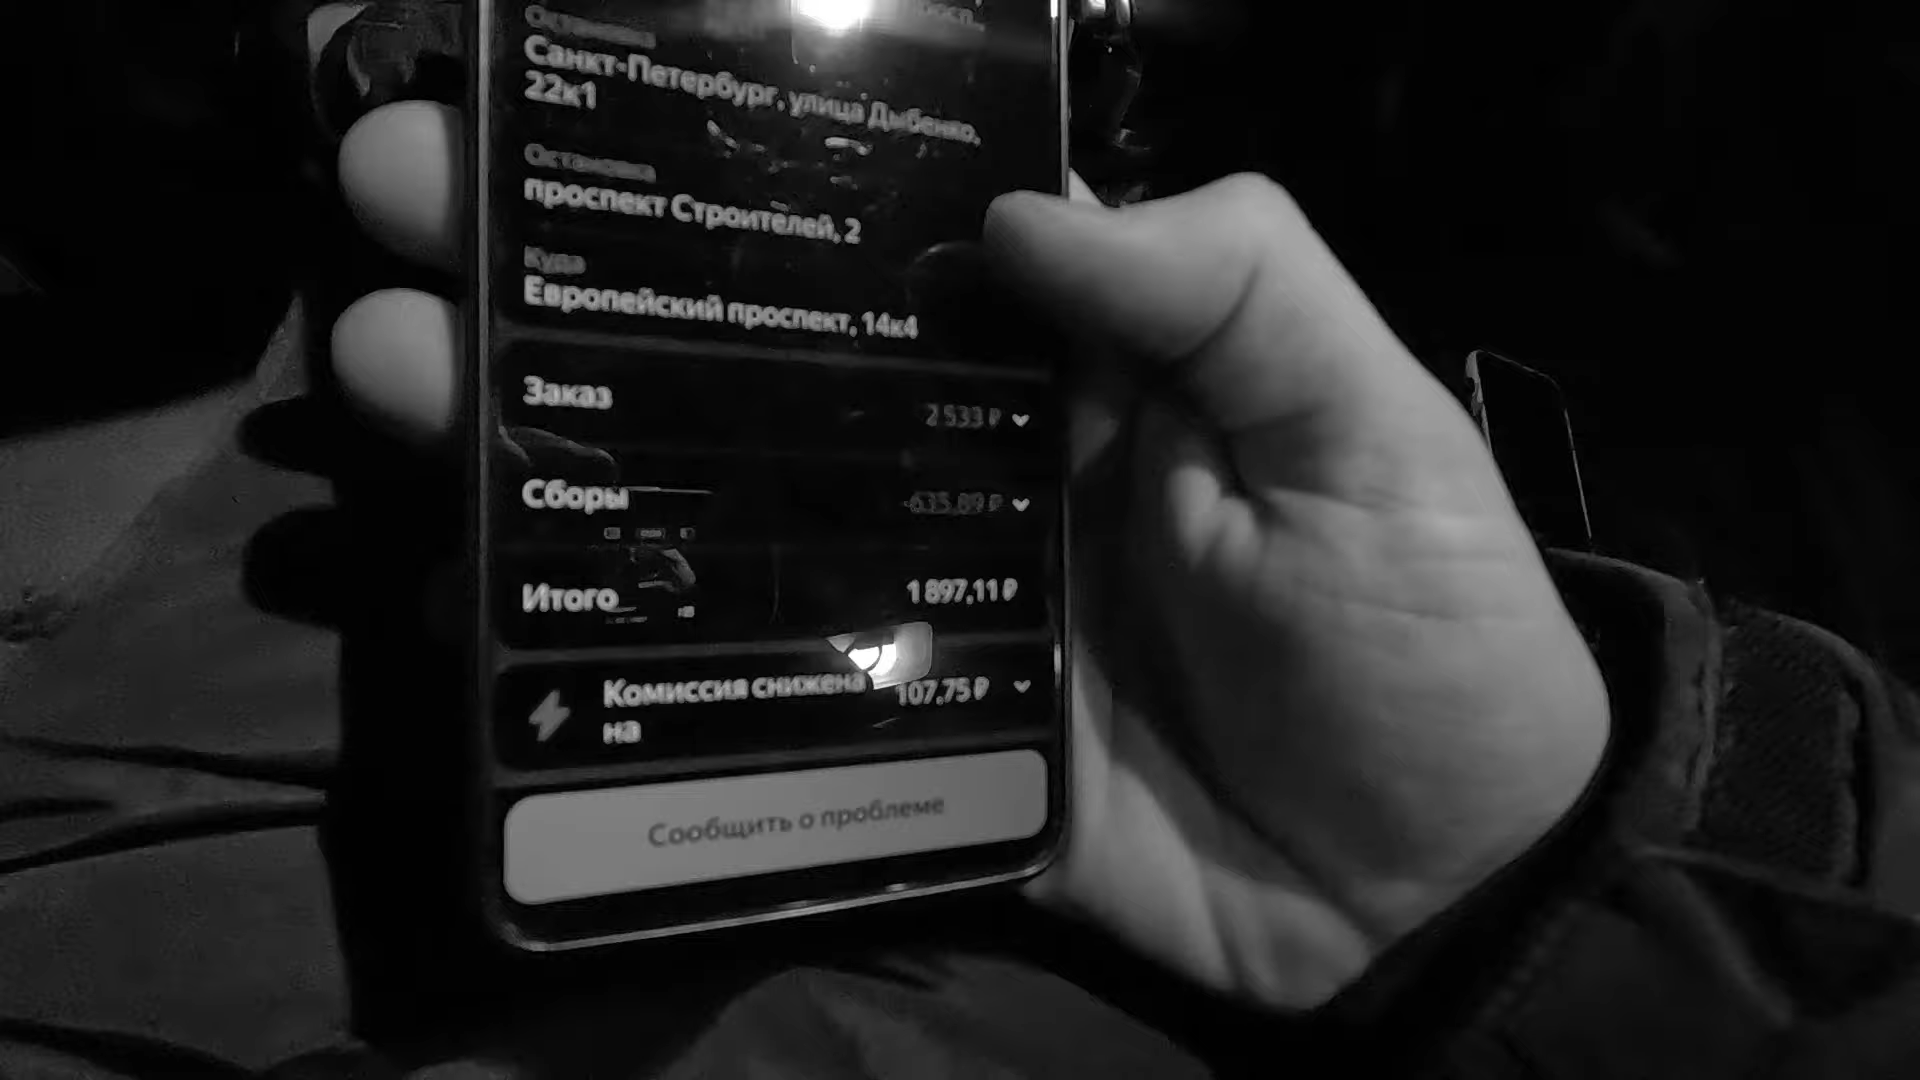 Остановка
Санкт-Петербург, улица Дыбенко,
22к1
Остановка
проспект Строителей, 2
Куда
Европейский проспект, 14к4
Заказ 2 533 ₽
Сборы -635,89 ₽
Итого 1 897,11 ₽
Комиссия снижена 107,75 ₽
на
Сообщить о проблеме